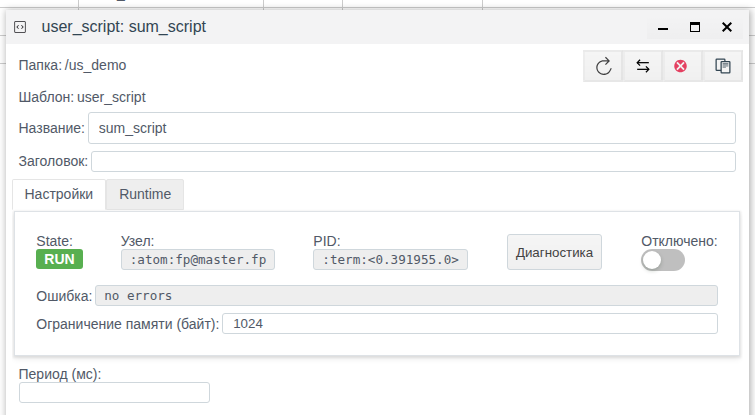 user_script: sum_script
Папка: /us_demo
Шаблон: user_script
Название: sum_script
Заголовок:
Настройки Runtime
State: Узел: PID: Отключено:
RUN :atom:fp@master.fp :term:<0.391955.0> Диагностика
Ошибка: no errors
Ограничение памяти (байт): 1024
Период (мс):